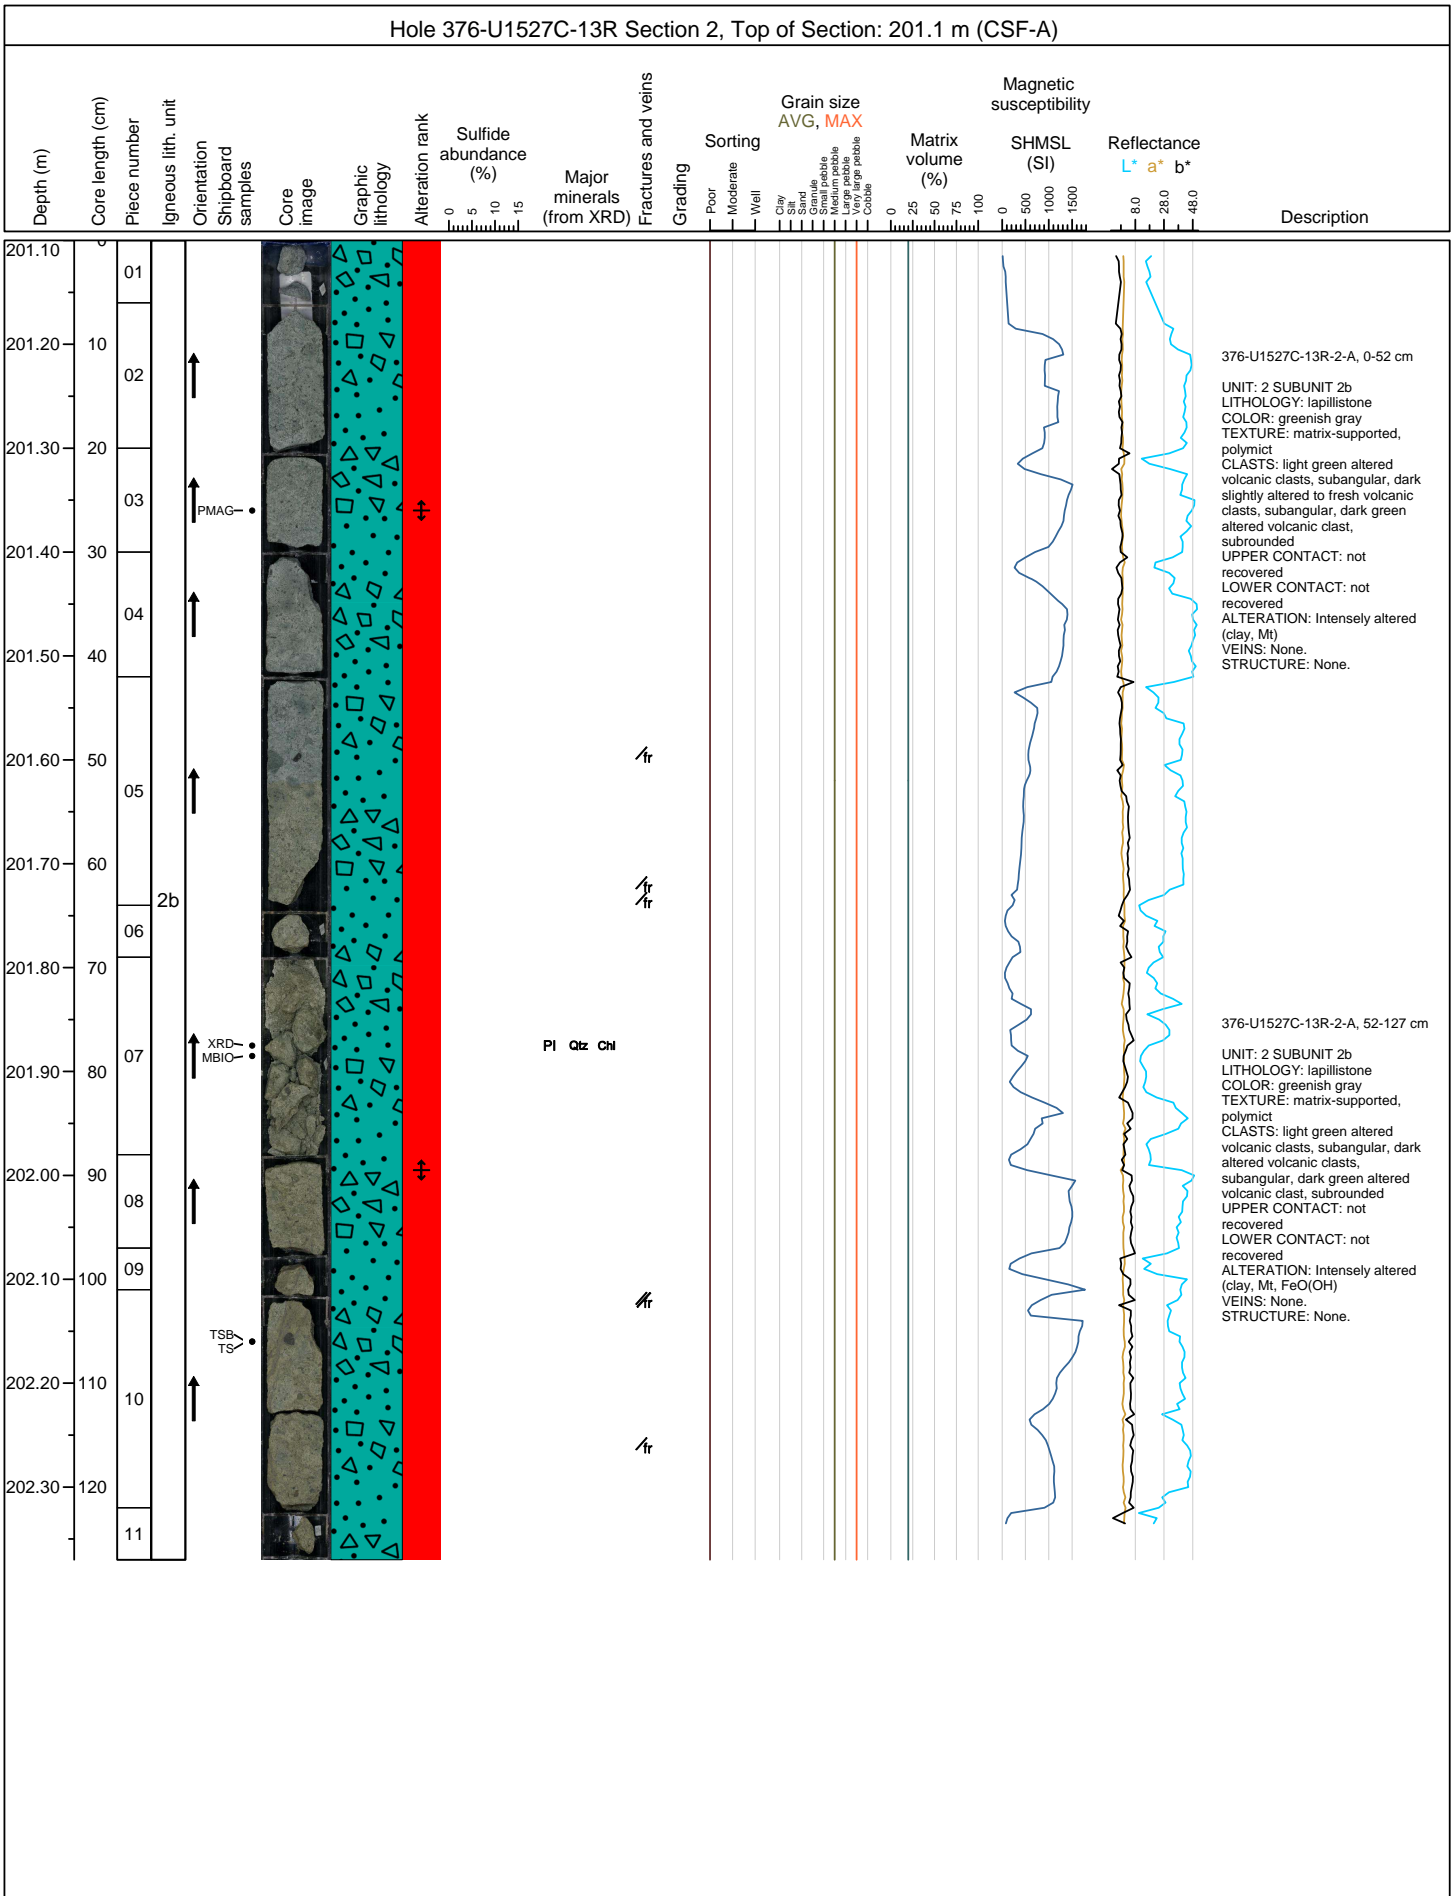 Hole 376-U1527C-13R Section 2, Top of Section: 201.1 m (CSF-A)
Depth (m)
Core length (cm)
Piece number
Igneous lith. unit
Orientation
Shipboard
samples
Core
image
Graphic
lithology
Alteration rank
Sulfide
abundance
(%)
0 5 10 15
Major
minerals
(from XRD)
Fractures and veins
Grading
Sorting
Poor
Moderate
Well
Grain size
AVG, MAX
Clay
Silt
Sand
Granule
Small pebble
Medium pebble
Large pebble
Very large pebble
Cobble
Matrix
volume
(%)
0 25 50 75 100
Magnetic
susceptibility
SHMSL
(SI)
0 500 1000 1500
Reflectance
L* a* b*
8.0 28.0 48.0
Description
201.10
201.20
201.30
201.40
201.50
201.60
201.70
201.80
201.90
202.00
202.10
202.20
202.30
0
10
20
30
40
50
60
70
80
90
100
110
120
01
02
03
04
05
06
07
08
09
10
11
2b
PMAG
XRD
MBIO
TSB
TS
Pl Qtz Chl
fr
fr
fr
fr
fr
376-U1527C-13R-2-A, 0-52 cm
UNIT: 2 SUBUNIT 2b
LITHOLOGY: lapillistone
COLOR: greenish gray
TEXTURE: matrix-supported,
polymict
CLASTS: light green altered
volcanic clasts, subangular, dark
slightly altered to fresh volcanic
clasts, subangular, dark green
altered volcanic clast,
subrounded
UPPER CONTACT: not
recovered
LOWER CONTACT: not
recovered
ALTERATION: Intensely altered
(clay, Mt)
VEINS: None.
STRUCTURE: None.
376-U1527C-13R-2-A, 52-127 cm
UNIT: 2 SUBUNIT 2b
LITHOLOGY: lapillistone
COLOR: greenish gray
TEXTURE: matrix-supported,
polymict
CLASTS: light green altered
volcanic clasts, subangular, dark
altered volcanic clasts,
subangular, dark green altered
volcanic clast, subrounded
UPPER CONTACT: not
recovered
LOWER CONTACT: not
recovered
ALTERATION: Intensely altered
(clay, Mt, FeO(OH)
VEINS: None.
STRUCTURE: None.